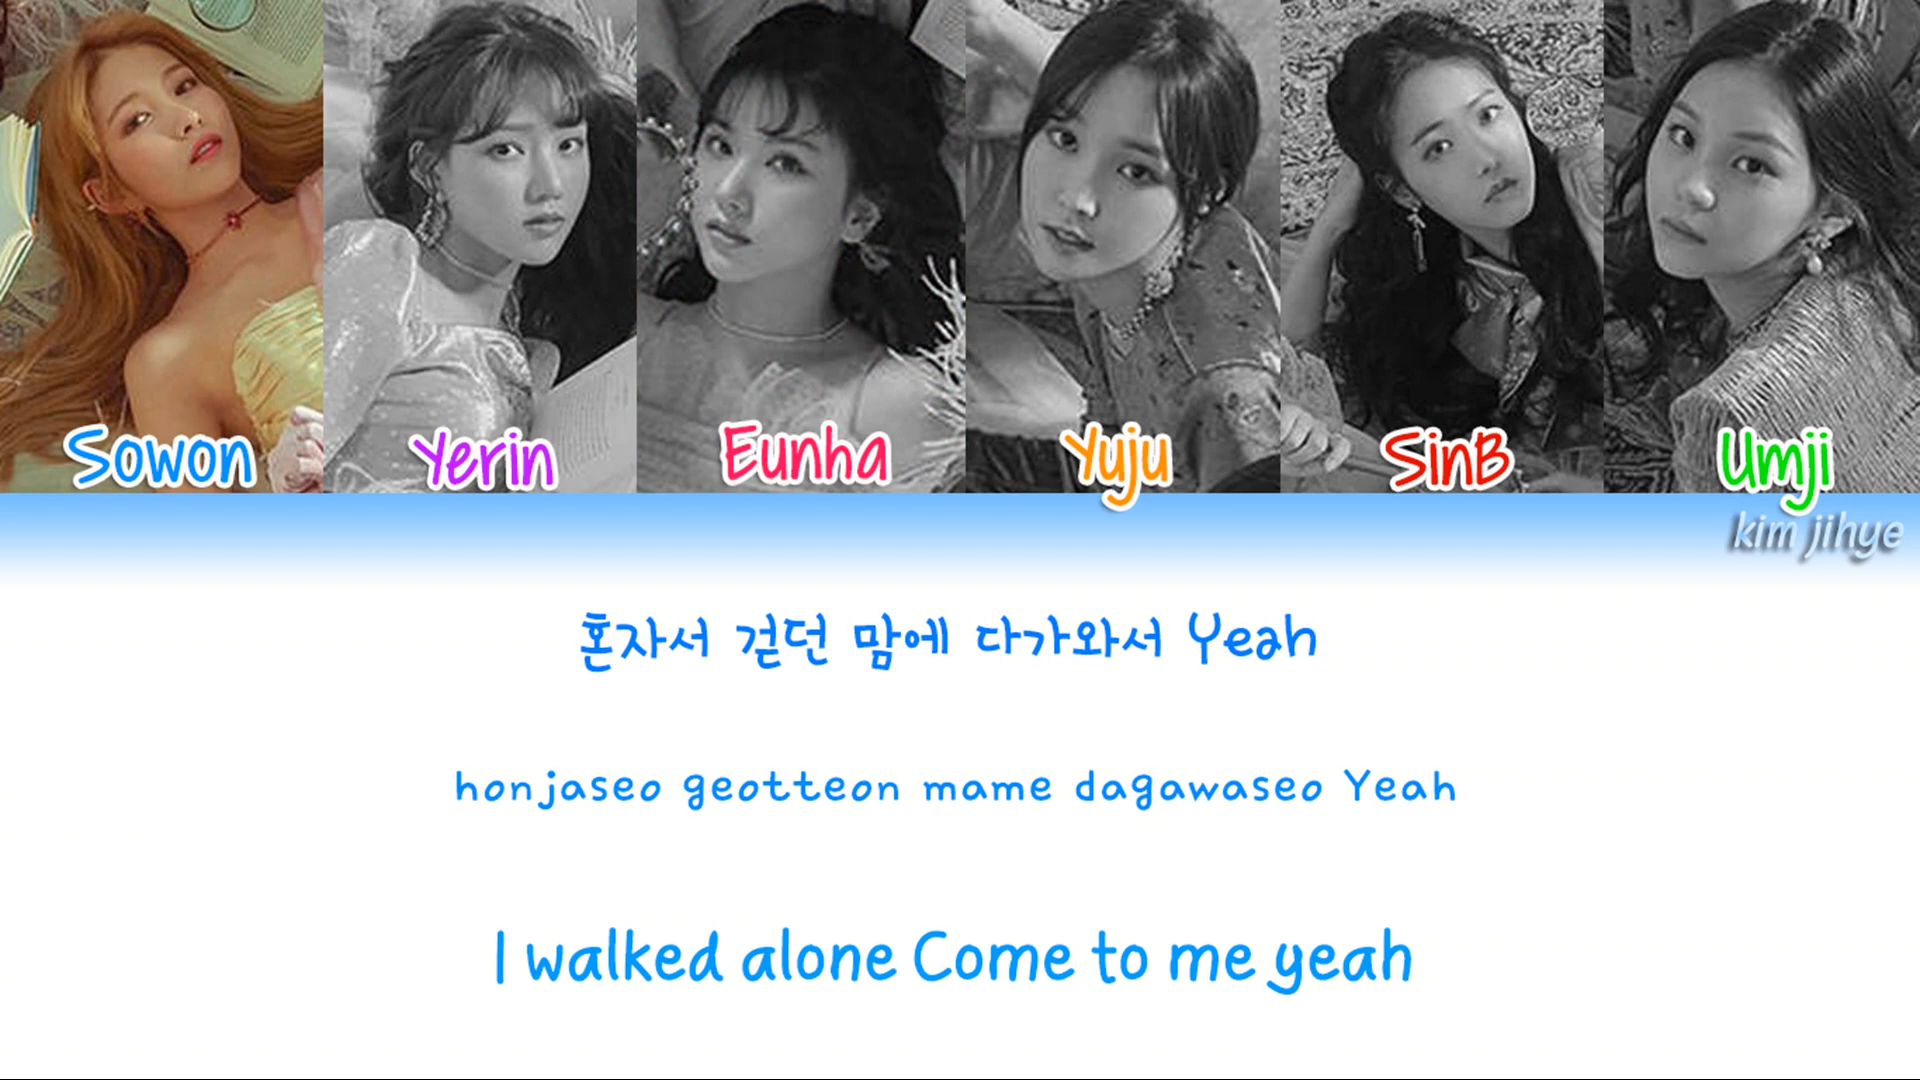 Sowon Yerin Eunha Yuju SinB Umji
kim jihye
혼자서 걷던 맘에 다가와서 Yeah
honjaseo geotteon mame dagawaseo Yeah
I walked alone Come to me yeah